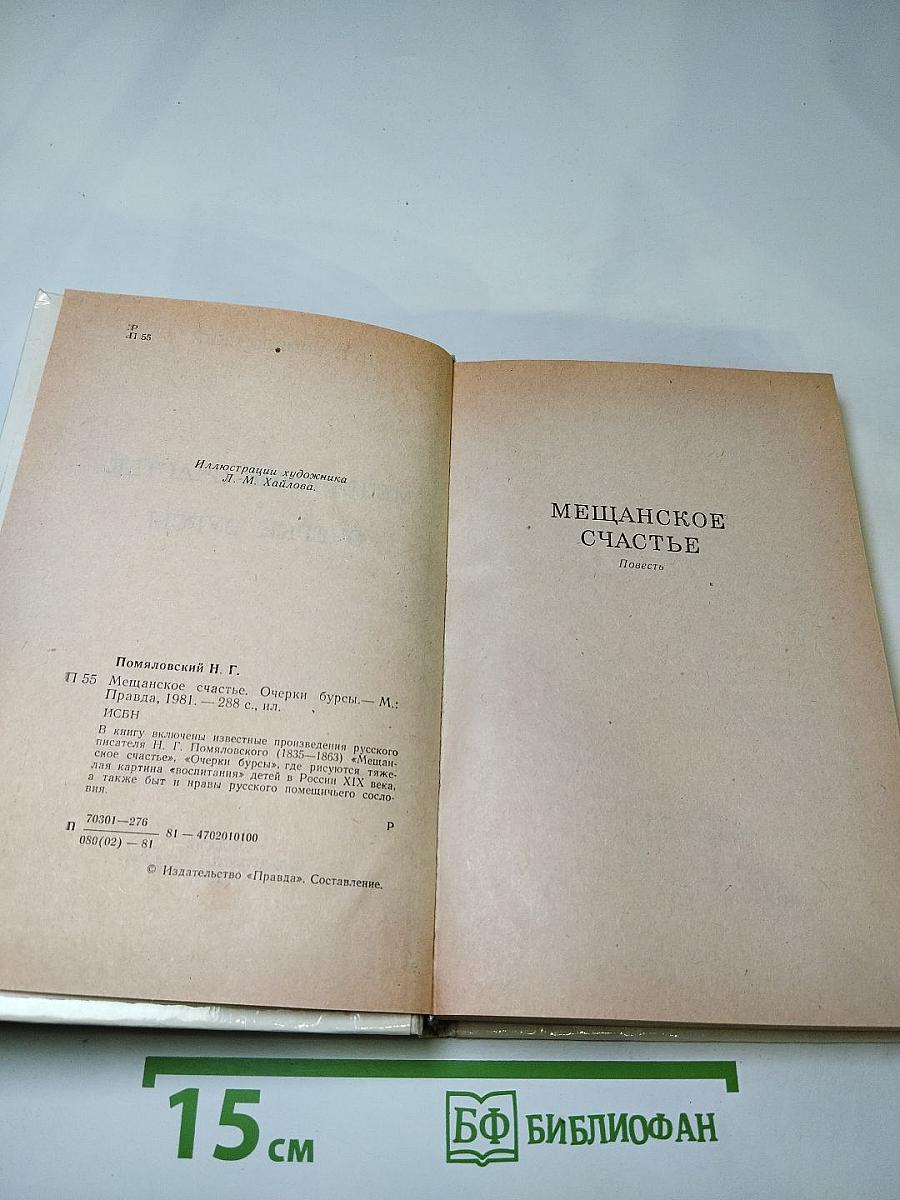 Р
П 55
Иллюстрации художника
Л. М. Хайлова.
Помяловский Н. Г.
П 55 Мещанское счастье. Очерки бурсы.— М.:
Правда, 1981. — 288 с., ил.
ИСБН
В книгу включены известные произведения русского
писателя Н. Г. Помяловского (1835—1863) «Мещан-
ское счастье», «Очерки бурсы», где рисуются тяже-
лая картина «воспитания» детей в России XIX века,
а также быт и нравы русского помещичьего сосло-
вия.
П 70301—276 81 — 4702010100 Р
080(02) — 81
© Издательство «Правда». Составление.
МЕЩАНСКОЕ
СЧАСТЬЕ
Повесть
15 см
БФ БИБЛИОФАН